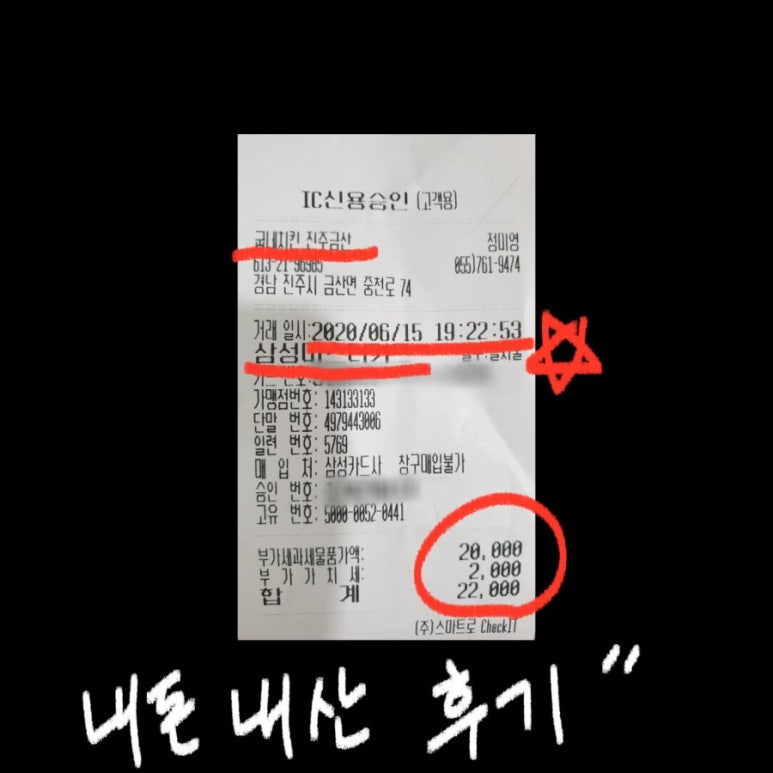 IC신용승인 (고객용)
굽네치킨 진주금산 정미영
613-21-96985 055)761-9474
경남 진주시 금산면 중천로 74
거래 일시:2020/06/15 19:22:53
삼성
가맹점번호: 143133133
단말 번호: 4979443006
일련 번호: 5769
매 입 처: 삼성카드사 창구매입불가
승인 번호:
고유 번호: 5000-0052-0441
부가세과세물품가액: 20,000
부 가 가 치 세: 2,000
합 계 22,000
(주)스마트로 CheckIT
내돈내산 후기"